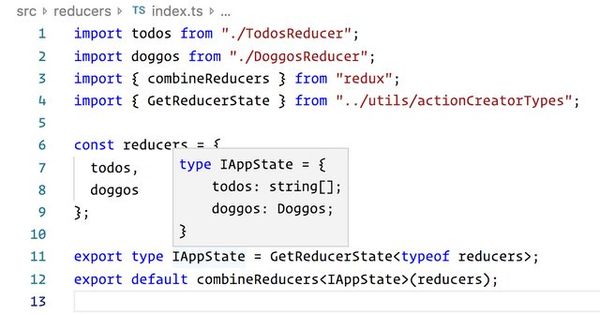 src › reducers › TS index.ts › ...
1 import todos from "./TodosReducer";
2 import doggos from "./DoggosReducer";
3 import { combineReducers } from "redux";
4 import { GetReducerState } from "../utils/actionCreatorTypes";
5
6 const reducers = {
7 todos,
8 doggos
9 };
10
11 export type IAppState = GetReducerState<typeof reducers>;
12 export default combineReducers<IAppState>(reducers);
13
type IAppState = {
todos: string[];
doggos: Doggos;
}